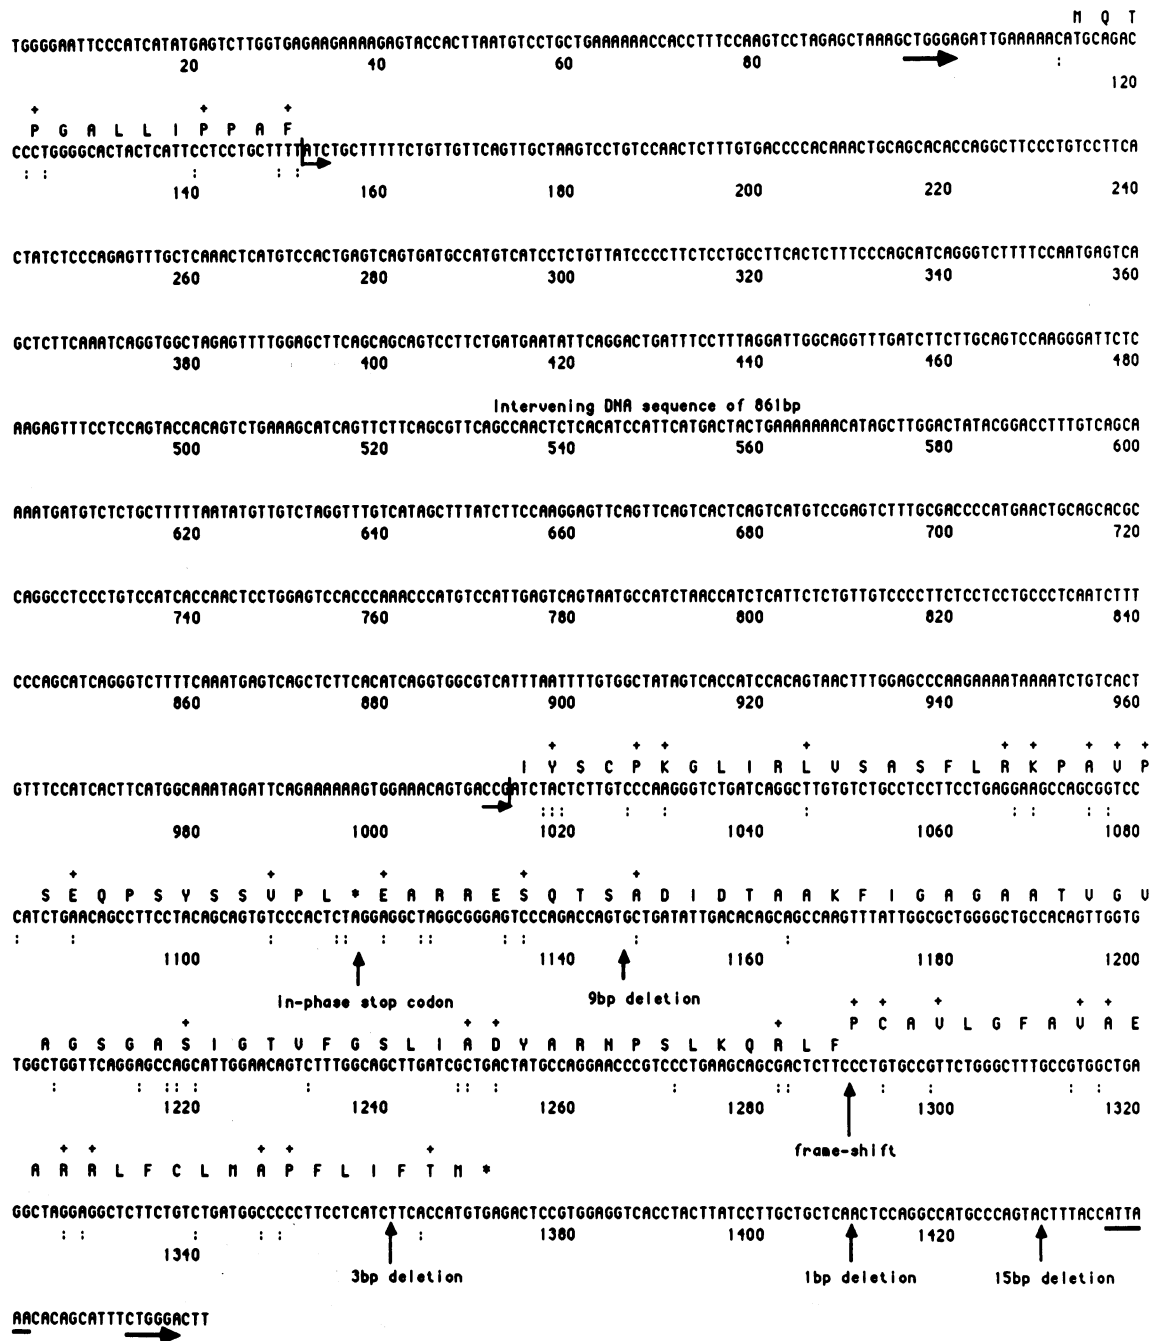 M Q T
TGGGGAATTCCCATCATATGAGTCTTGGTGAGAAGAAAAGAGTACCACTTAATGTCCTGCTGAAAAAACCACCTTTCCAAGTCCTAGAGCTAAAGCTGGGAGATTGAAAAACATGCAGAC
20 40 60 80 :
120
+ + +
P G A L L I P P A F
CCCTGGGGCACTACTCATTCCTCCTGCTTTTATCTGCTTTTTCTGTTGTTCAGTTGCTAAGTCCTGTCCAACTCTTTGTGACCCCACAAACTGCAGCACACCAGGCTTCCCTGTCCTTCA
: : : : :
140 160 180 200 220 240
CTATCTCCCAGAGTTTGCTCAAACTCATGTCCACTGAGTCAGTGATGCCATGTCATCCTCTGTTATCCCCTTCTCCTGCCTTCACTCTTTCCCAGCATCAGGGTCTTTTCCAATGAGTCA
260 280 300 320 340 360
GCTCTTCAAATCAGGTGGCTAGAGTTTTGGAGCTTCAGCAGCAGTCCTTCTGATGAATATTCAGGACTGATTTCCTTTAGGATTGGCAGGTTTGATCTTCTTGCAGTCCAAGGGATTCTC
380 400 420 440 460 480
Intervening DNA sequence of 861bp
AAGAGTTTCCTCCAGTACCACAGTCTGAAAGCATCAGTTCTTCAGCGTTCAGCCAACTCTCACATCCATTCATGACTACTGAAAAAAACATAGCTTGGACTATACGGACCTTTGTCAGCA
500 520 540 560 580 600
AAATGATGTCTCTGCTTTTTAATATGTTGTCTAGGTTTGTCATAGCTTTATCTTCCAAGGAGTTCAGTTCAGTCACTCAGTCATGTCCGAGTCTTTGCGACCCCATGAACTGCAGCACGC
620 640 660 680 700 720
CAGGCCTCCCTGTCCATCACCAACTCCTGGAGTCCACCCAAACCCATGTCCATTGAGTCAGTAATGCCATCTAACCATCTCATTCTCTGTTGTCCCCTTCTCCTCCTGCCCTCAATCTTT
740 760 780 800 820 840
CCCAGCATCAGGGTCTTTTCAAATGAGTCAGCTCTTCACATCAGGTGGCGTCATTTAATTTTGTGGCTATAGTCACCATCCACAGTAACTTTGGAGCCCAAGAAAATAAAATCTGTCACT
860 880 900 920 940 960
+ + + + + + + + +
I Y S C P K G L I R L V S A S F L R K P A V P
GTTTCCATCACTTCATGGCAAATAGATTCAGAAAAAAGTGGAAACAGTGACCGATCTACTCTTGTCCCAAGGGTCTGATCAGGCTTGTGTCTGCCTCCTTCCTGAGGAAGCCAGCGGTCC
::: : : : : : : :
980 1000 1020 1040 1060 1080
+ + + + +
S E Q P S Y S S V P L * E A R R E S Q T S A D I D T A A K F I G A G A A T V G V
CATCTGAACAGCCTTCCTACAGCAGTGTCCCACTCTAGGAGGCTAGGCGGGAGTCCCAGACCAGTGCTGATATTGACACAGCAGCCAAGTTTATTGGCGCTGGGGCTGCCACAGTTGGTG
: : : :: : :: : : : :
1100 1140 1160 1180 1200
in-phase stop codon 9bp deletion
+ + + + + + + + +
P C A V L G F A V A E
A G S G A S I G T V F G S L I A D Y A R N P S L K Q R L F
TGGCTGGTTCAGGAGCCAGCATTGGAACAGTCTTTGGCAGCTTGATCGCTGACTATGCCAGGAACCCGTCCCTGAAGCAGCGACTCTTCCCTGTGCCGTTCTGGGCTTTGCCGTGGCTGA
: : :: : : :: : : :: : : : :
1220 1240 1260 1280 1300 1320
frame-shift
+ + + + +
A R R L F C L M A P F L I F T M *
GGCTAGGAGGCTCTTCTGTCTGATGGCCCCCTTCCTCATCTTCACCATGTGAGACTCCGTGGAGGTCACCTACTTATCCTTGCTGCTCAACTCCAGGCCATGCCCAGTACTTTACCATTA
: : : : : :
1340 1380 1400 1420
3bp deletion 1bp deletion 15bp deletion
AACACAGCATTTCTGGGACTT